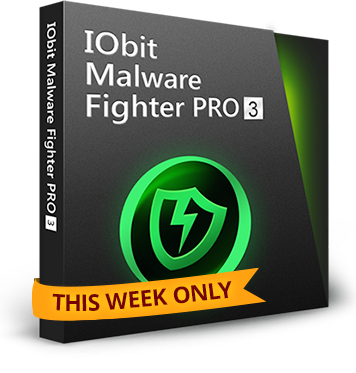 IObit
Malware
Fighter PRO 3
IObit Malware Fighter PRO 3
THIS WEEK ONLY